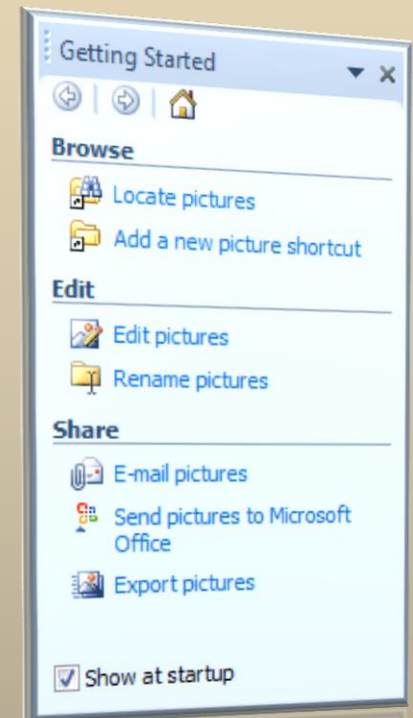 Getting Started
Browse
Locate pictures
Add a new picture shortcut
Edit
Edit pictures
Rename pictures
Share
E-mail pictures
Send pictures to Microsoft
Office
Export pictures
Show at startup